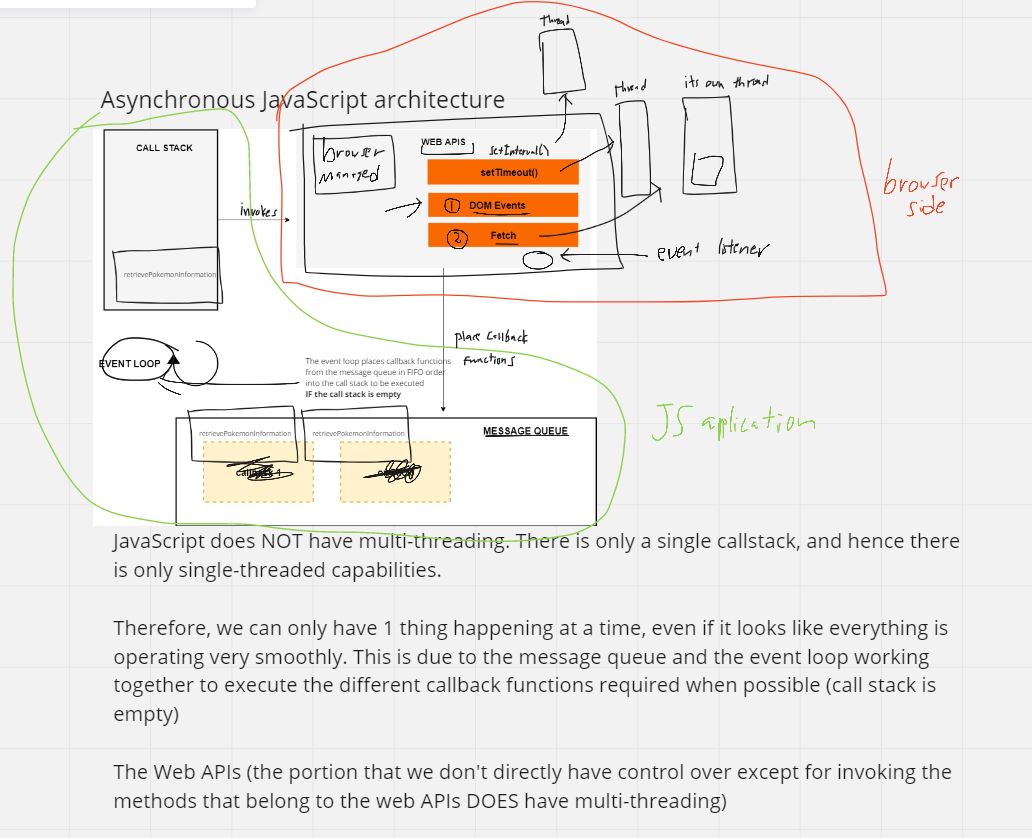 thread
thread
its own thread
Asynchronous JavaScript architecture
CALL STACK
browser
managed
WEB APIS
setInterval()
setTimeout()
1 DOM Events
2 Fetch
browser
side
invokes
event listener
retrievePokemonInformation
place callback
functions
EVENT LOOP
The event loop places callback functions
from the message queue in FIFO order
into the call stack to be executed
IF the call stack is empty
JS aplication
retrievePokemonInformation
retrievePokemonInformation
MESSAGE QUEUE
JavaScript does NOT have multi-threading. There is only a single callstack, and hence there
is only single-threaded capabilities.
Therefore, we can only have 1 thing happening at a time, even if it looks like everything is
operating very smoothly. This is due to the message queue and the event loop working
together to execute the different callback functions required when possible (call stack is
empty)
The Web APIs (the portion that we don't directly have control over except for invoking the
methods that belong to the web APIs DOES have multi-threading)